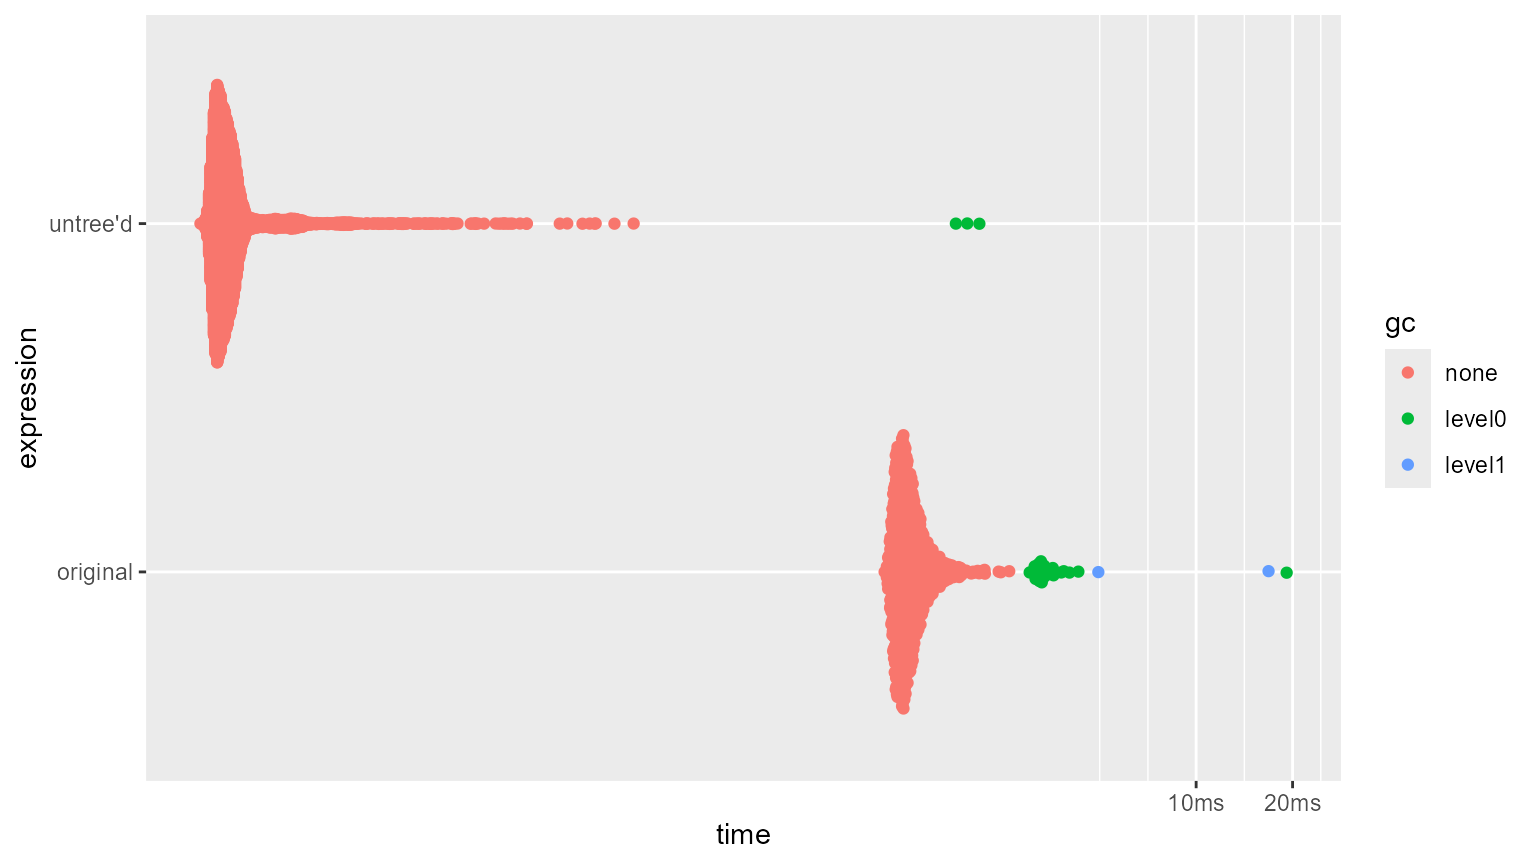 untree'd
original
expression
10ms
20ms
time
gc
none
level0
level1